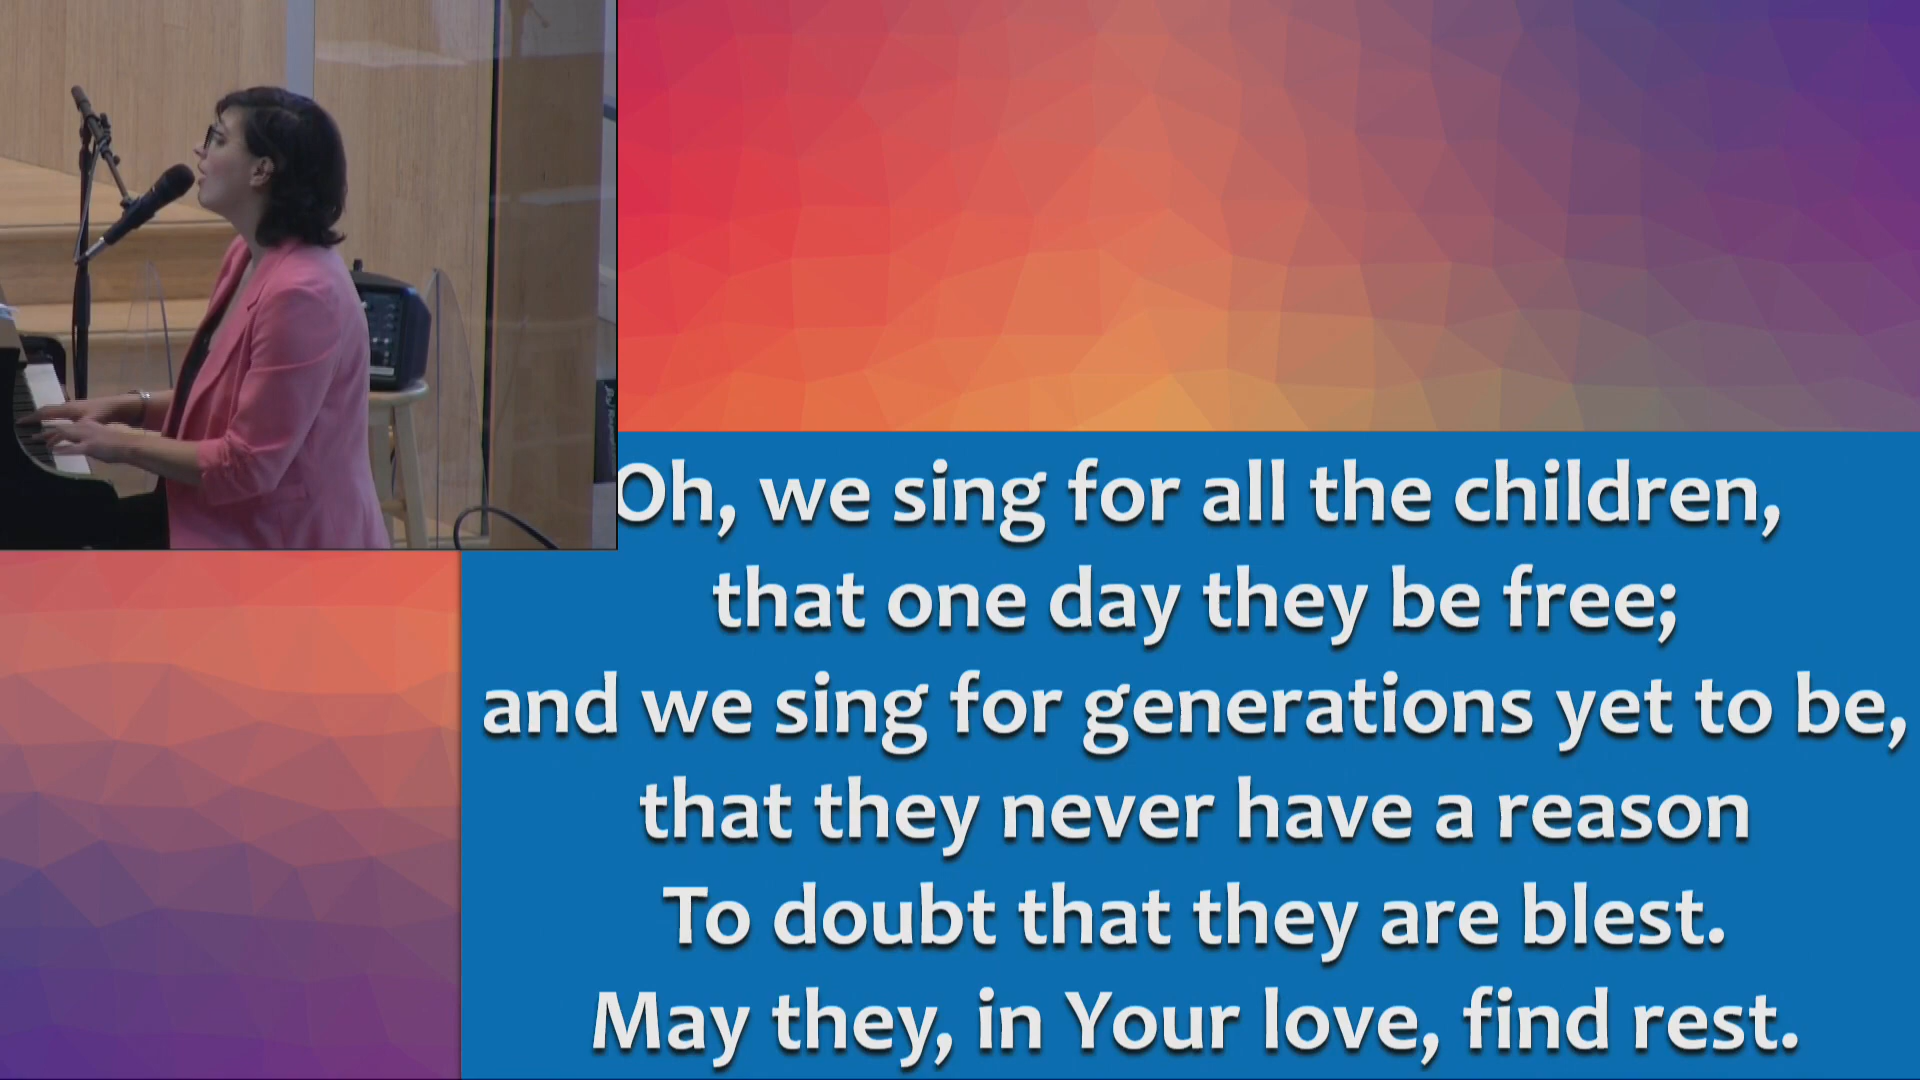 Oh, we sing for all the children,
that one day they be free;
and we sing for generations yet to be,
that they never have a reason
To doubt that they are blest.
May they, in Your love, find rest.